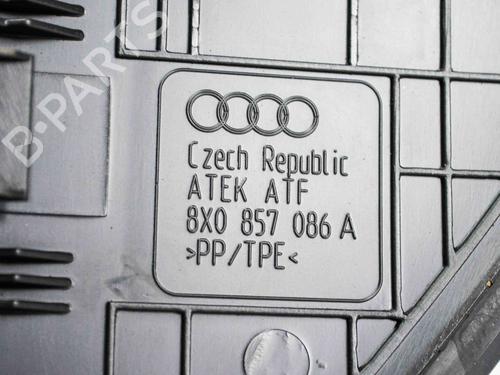 B-PARTS
Czech Republic
ATEK ATF
8X0 857 086 A
>PP/TPE<